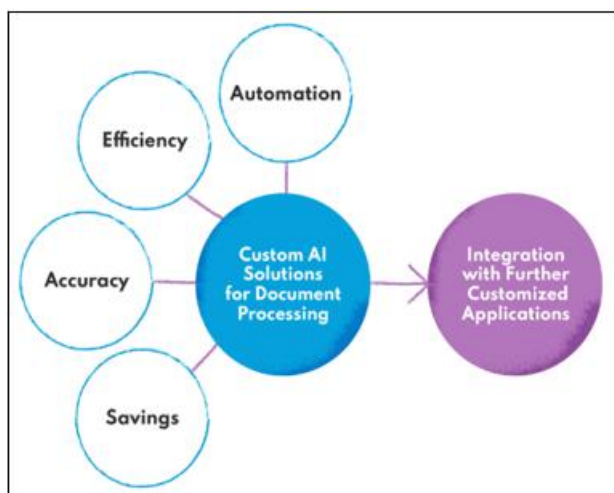 Automation
Efficiency
Accuracy
Savings
Custom AI
Solutions
for Document
Processing
Integration
with Further
Customized
Applications